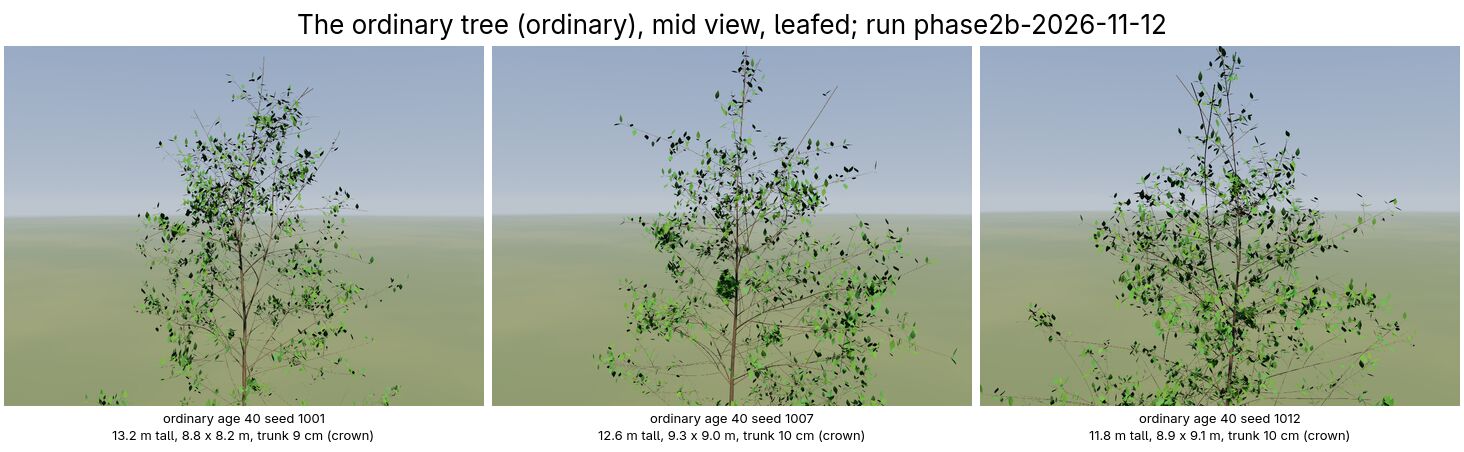 The ordinary tree (ordinary), mid view, leafed; run phase2b-2026-11-12
ordinary age 40 seed 1001
13.2 m tall, 8.8 x 8.2 m, trunk 9 cm (crown)
ordinary age 40 seed 1007
12.6 m tall, 9.3 x 9.0 m, trunk 10 cm (crown)
ordinary age 40 seed 1012
11.8 m tall, 8.9 x 9.1 m, trunk 10 cm (crown)